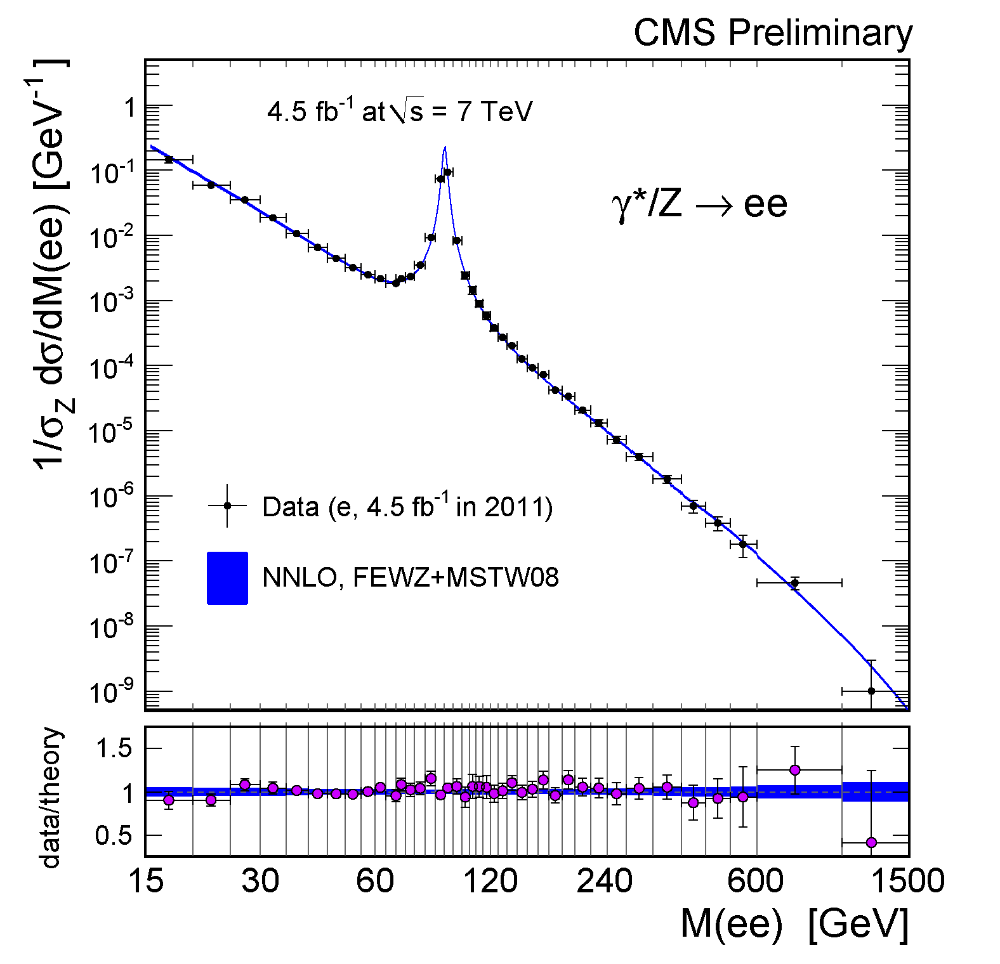 CMS Preliminary
1/σZ dσ/dM(ee) [GeV⁻¹]
4.5 fb⁻¹ at √s = 7 TeV
γ*/Z → ee
Data (e, 4.5 fb⁻¹ in 2011)
NNLO, FEWZ+MSTW08
1
10⁻¹
10⁻²
10⁻³
10⁻⁴
10⁻⁵
10⁻⁶
10⁻⁷
10⁻⁸
10⁻⁹
data/theory
1.5
1
0.5
15 30 60 120 240 600 1500
M(ee) [GeV]